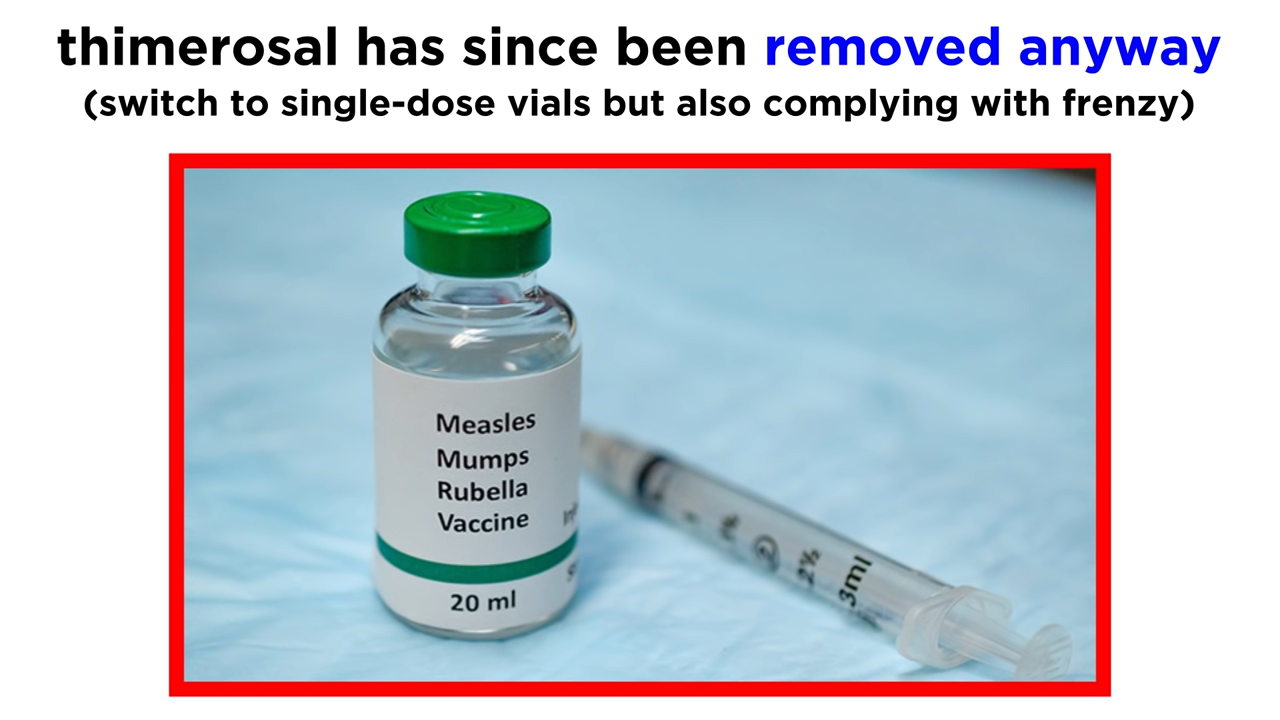 thimerosal has since been removed anyway
(switch to single-dose vials but also complying with frenzy)
Measles
Mumps
Rubella
Vaccine
20 ml
3ml